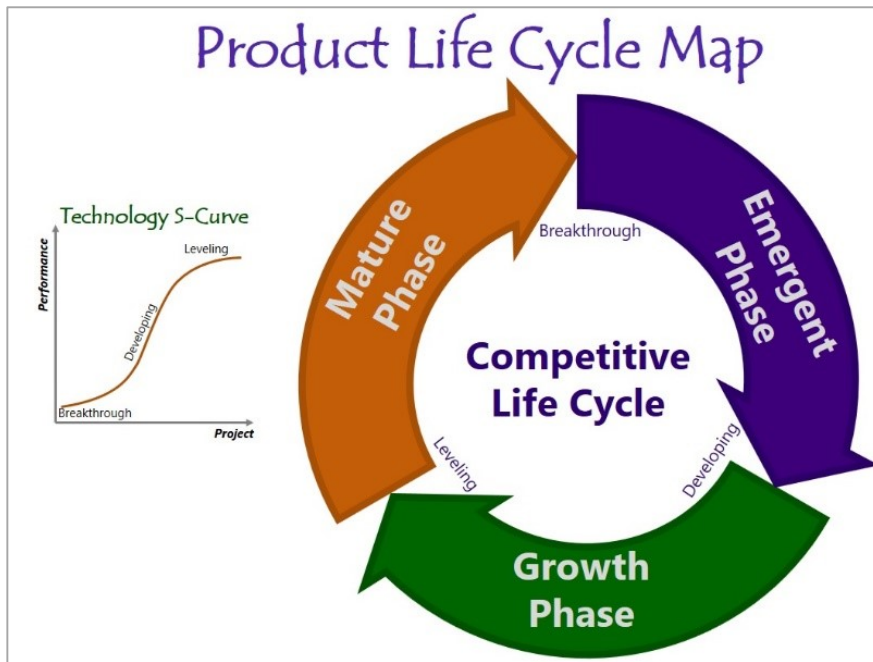 Product Life Cycle Map
Technology S-Curve
Performance
Leveling
Developing
Breakthrough
Project
Mature
Phase
Breakthrough
Emergent
Phase
Competitive
Life Cycle
Leveling
Developing
Growth
Phase